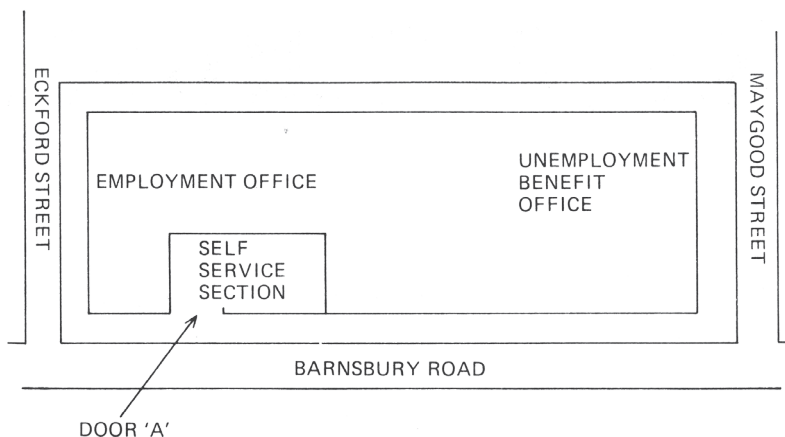 ECKFORD STREET
MAYGOOD STREET
EMPLOYMENT OFFICE
UNEMPLOYMENT
BENEFIT
OFFICE
SELF
SERVICE
SECTION
BARNSBURY ROAD
DOOR ‘A’